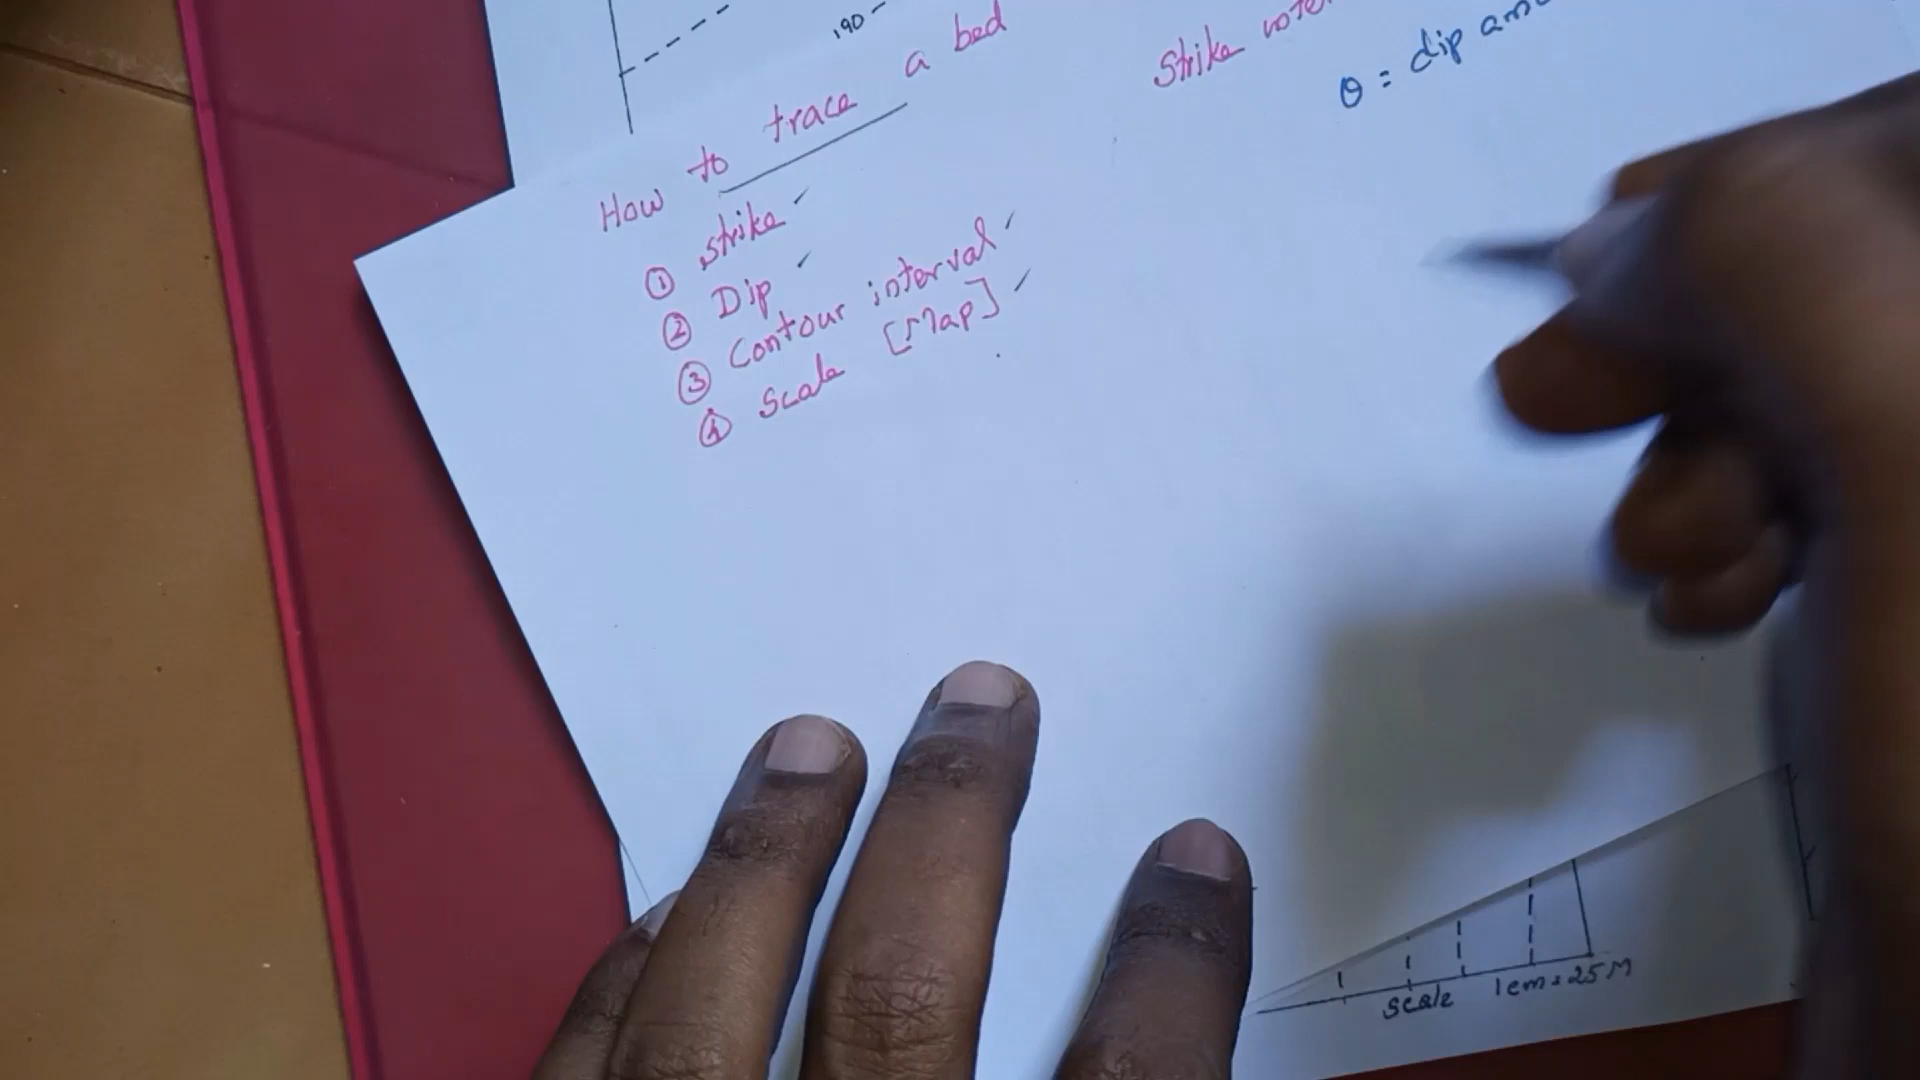 190
How to trace a bed
① Strike
② Dip
③ Contour interval
④ Scale [Map]
Strike
θ = dip
Scale 1cm = 25 M